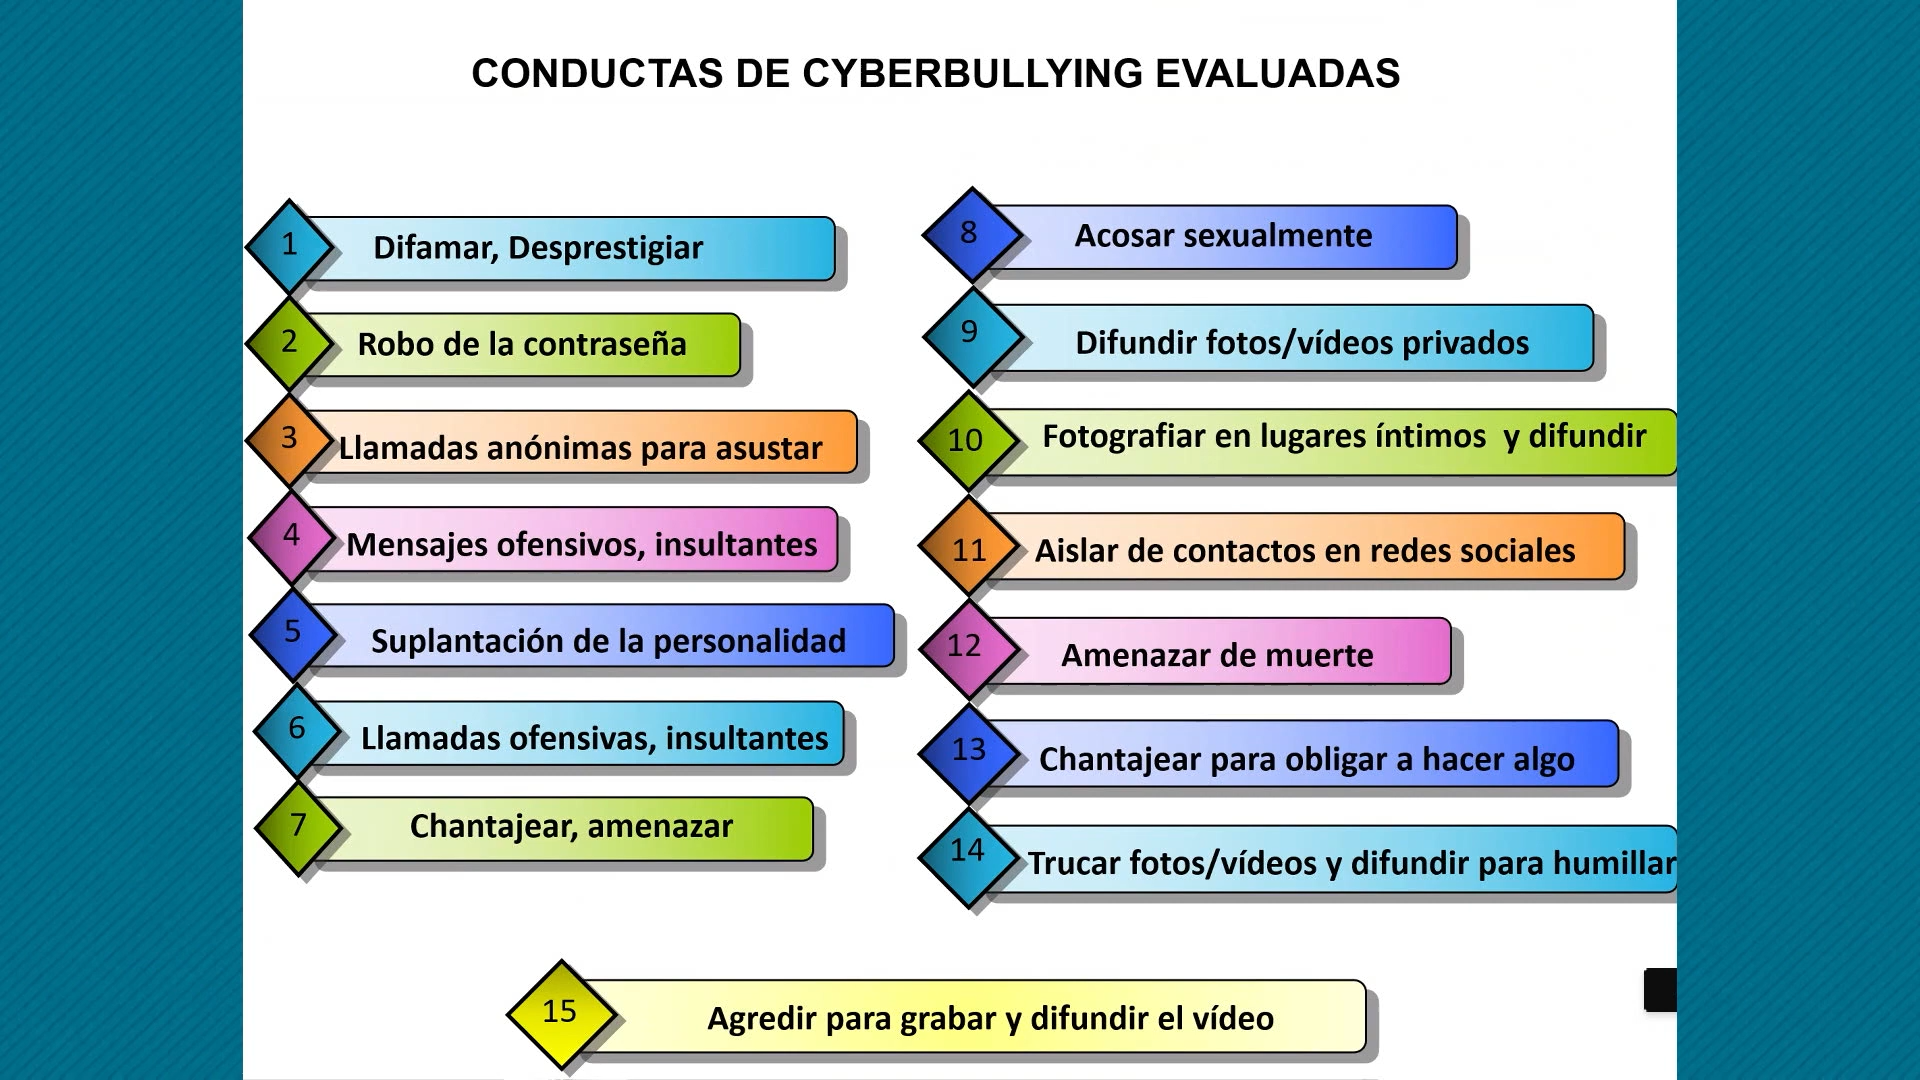 CONDUCTAS DE CYBERBULLYING EVALUADAS
1 Difamar, Desprestigiar
2 Robo de la contraseña
3 Llamadas anónimas para asustar
4 Mensajes ofensivos, insultantes
5 Suplantación de la personalidad
6 Llamadas ofensivas, insultantes
7 Chantajear, amenazar
8 Acosar sexualmente
9 Difundir fotos/vídeos privados
10 Fotografiar en lugares íntimos  y difundir
11 Aislar de contactos en redes sociales
12 Amenazar de muerte
13 Chantajear para obligar a hacer algo
14 Trucar fotos/vídeos y difundir para humillar
15 Agredir para grabar y difundir el vídeo